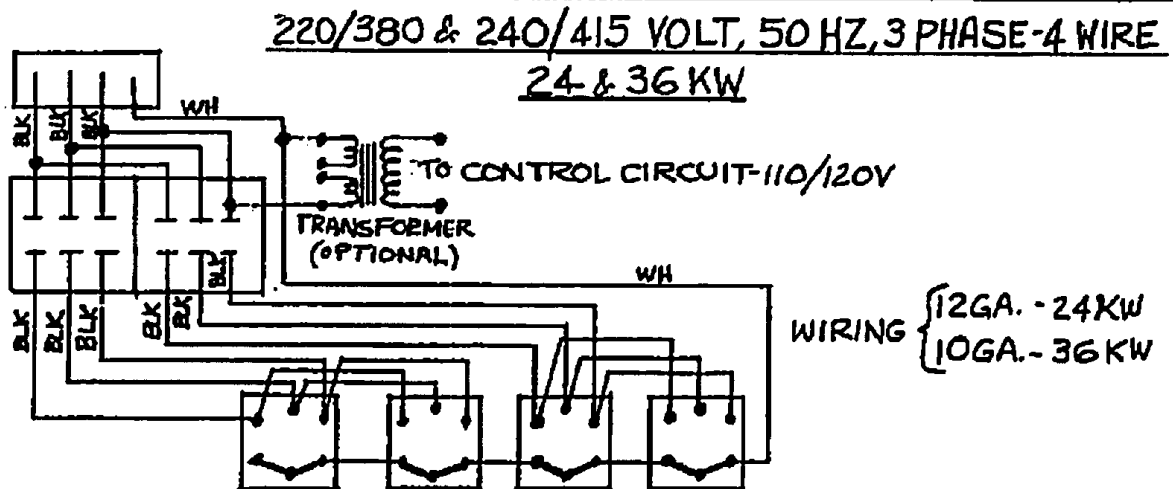 220/380 & 240/415 VOLT, 50 HZ, 3 PHASE-4 WIRE
24 & 36 KW
WH
BLK
BLK
BLK
TO CONTROL CIRCUIT-110/120V
TRANSFORMER
(OPTIONAL)
BLK
WH
BLK
BLK
BLK
BLK
BLK
WIRING
12GA. - 24KW
10GA. - 36KW